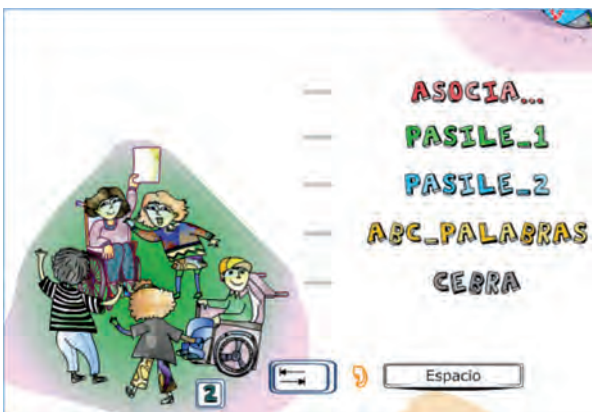 ASOCIA...
PASILE_1
PASILE_2
ABC_PALABRAS
CEBRA
2
Espacio